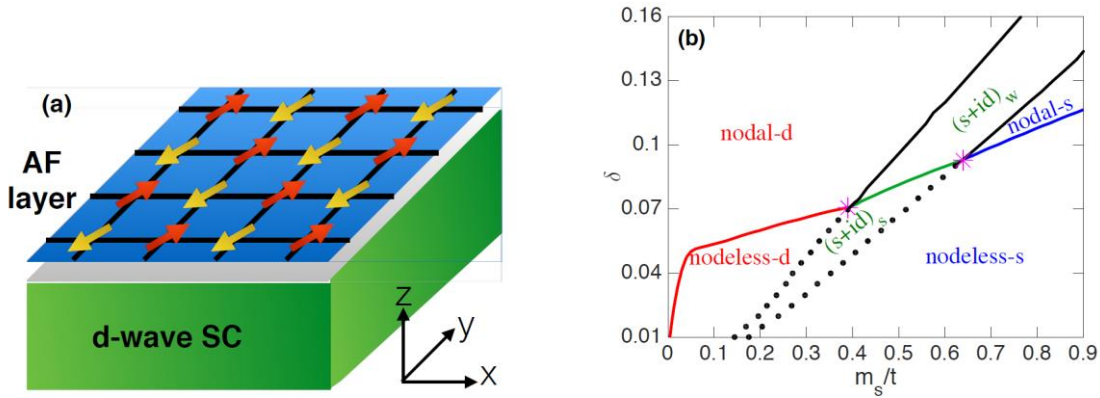 (a)
AF
layer
d-wave SC
z
y
x
(b)
δ
0.16
0.13
0.1
0.07
0.04
0.01
nodal-d
(s+id)w
nodal-s
(s+id)s
nodeless-d
nodeless-s
0 0.1 0.2 0.3 0.4 0.5 0.6 0.7 0.8 0.9
ms/t